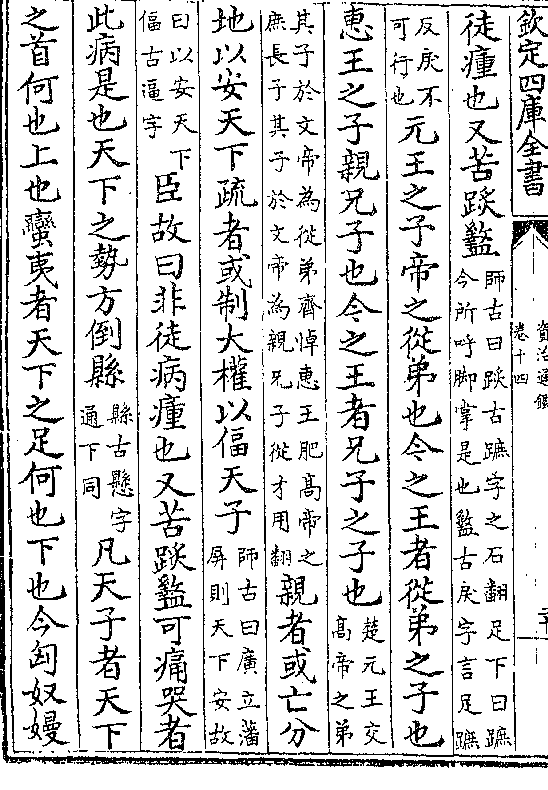 欽定四庫全書
資治通鑑
卷十四
徒瘇也又苦䠱盭師古曰䠱古蹠字之石翻足下曰蹠今所呼脚掌是也盭古戾字言足蹠
反戾不可行也元王之子帝之從弟也今之王者從弟之子也
惠王之子親兄子也今之王者兄子之子也楚元王交高帝之弟
其子於文帝為從弟齊悼惠王肥高帝之庶長子其子於文帝為親兄子從才用翻親者或亡分
地以安天下疏者或制大權以偪天子師古曰廣立藩屏則天下安故
曰以安天下偪古逼字臣故曰非徒病瘇也又苦䠱盭可痛哭者
此病是也天下之勢方倒縣縣古懸字通下同凡天子者天下
之首何也上也蠻夷者天下之足何也下也今匈奴嫚